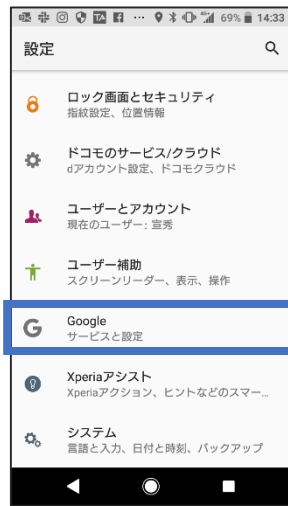 69% 14:33
設定
ロック画面とセキュリティ
指紋設定、位置情報
ドコモのサービス/クラウド
dアカウント設定、ドコモクラウド
ユーザーとアカウント
現在のユーザー: 宣秀
ユーザー補助
スクリーンリーダー、表示、操作
Google
サービスと設定
Xperiaアシスト
Xperiaアクション、ヒントなどのスマー...
システム
言語と入力、日付と時刻、バックアップ